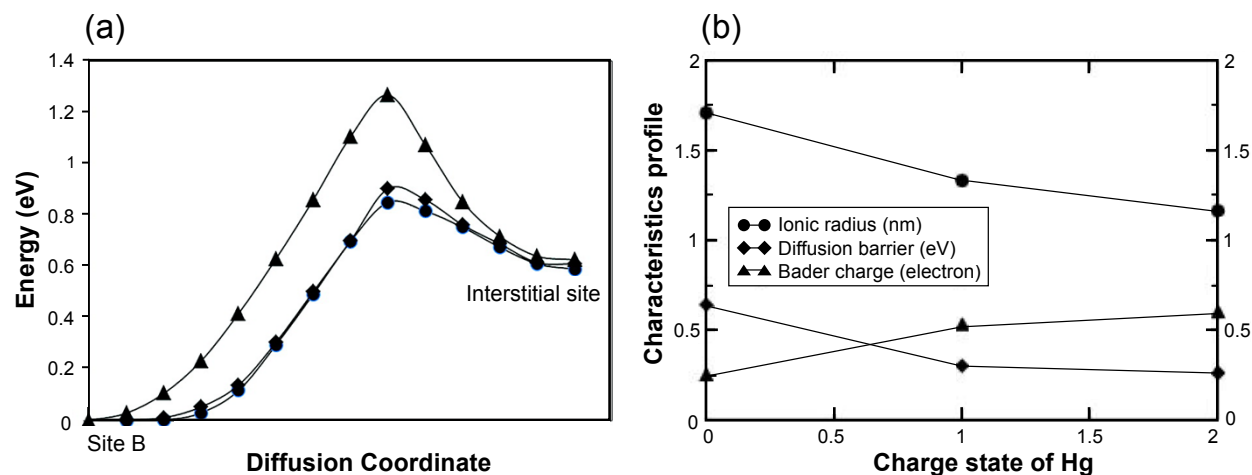 (a)
1.4
1.2
1
0.8
0.6
0.4
0.2
0
Energy (eV)
Site B
Interstitial site
Diffusion Coordinate
(b)
2
1.5
1
0.5
0
Characteristics profile
Ionic radius (nm)
Diffusion barrier (eV)
Bader charge (electron)
2
1.5
1
0.5
0
0 0.5 1 1.5 2
Charge state of Hg